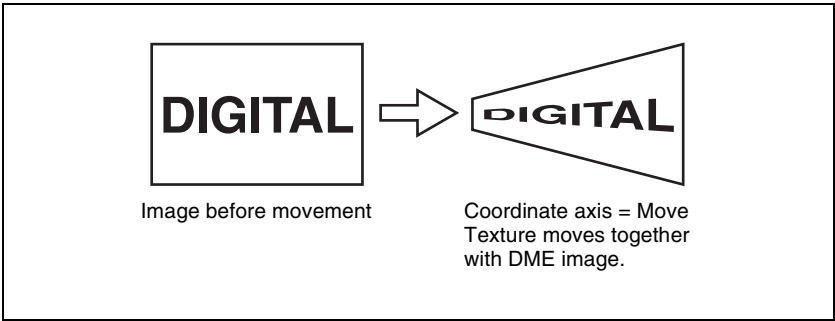 DIGITAL
DIGITAL
Image before movement
Coordinate axis = Move
Texture moves together
with DME image.